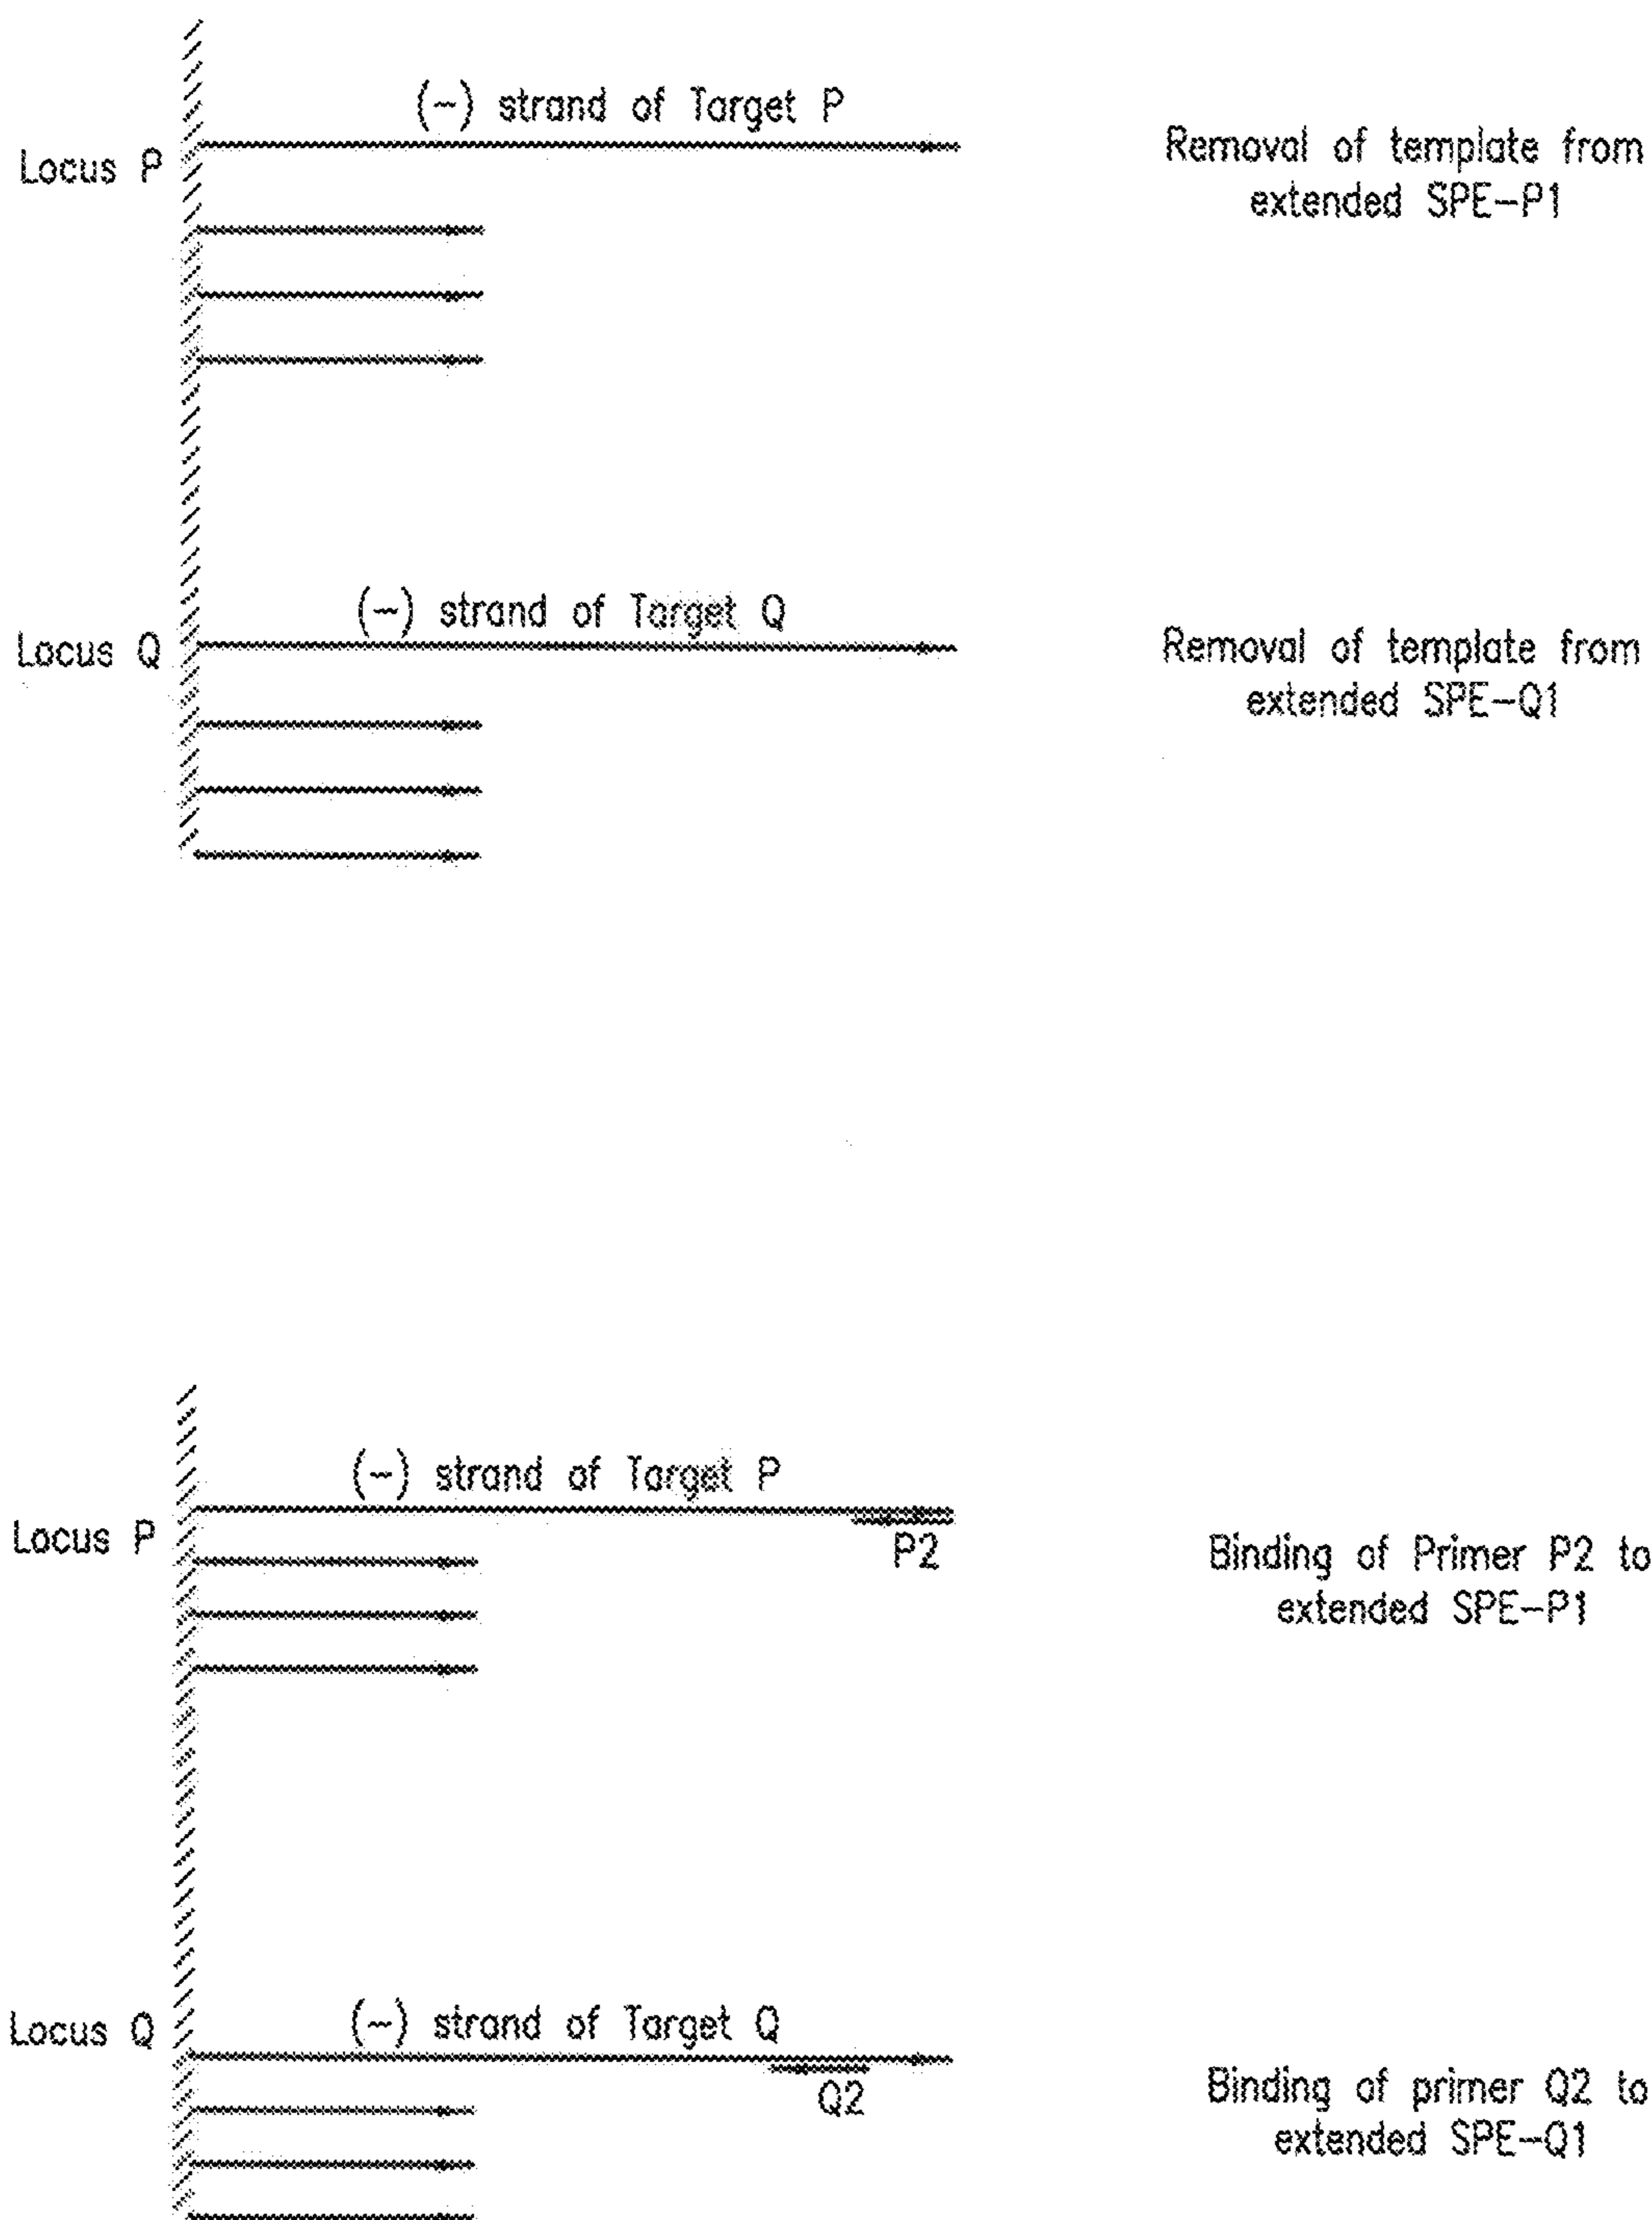 (-) strand of Target P
Locus P
Removal of template from
extended SPE-P1
(-) strand of Target Q
Locus Q
Removal of template from
extended SPE-Q1
(-) strand of Target P
Locus P
P2
Binding of Primer P2 to
extended SPE-P1
(-) strand of Target Q
Locus Q
Q2
Binding of primer Q2 to
extended SPE-Q1